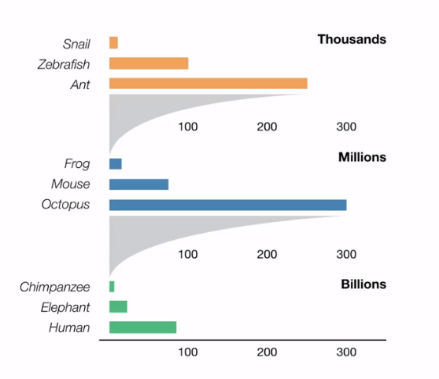 Snail
Thousands
Zebrafish
Ant
100 200 300
Frog
Millions
Mouse
Octopus
100 200 300
Chimpanzee
Billions
Elephant
Human
100 200 300